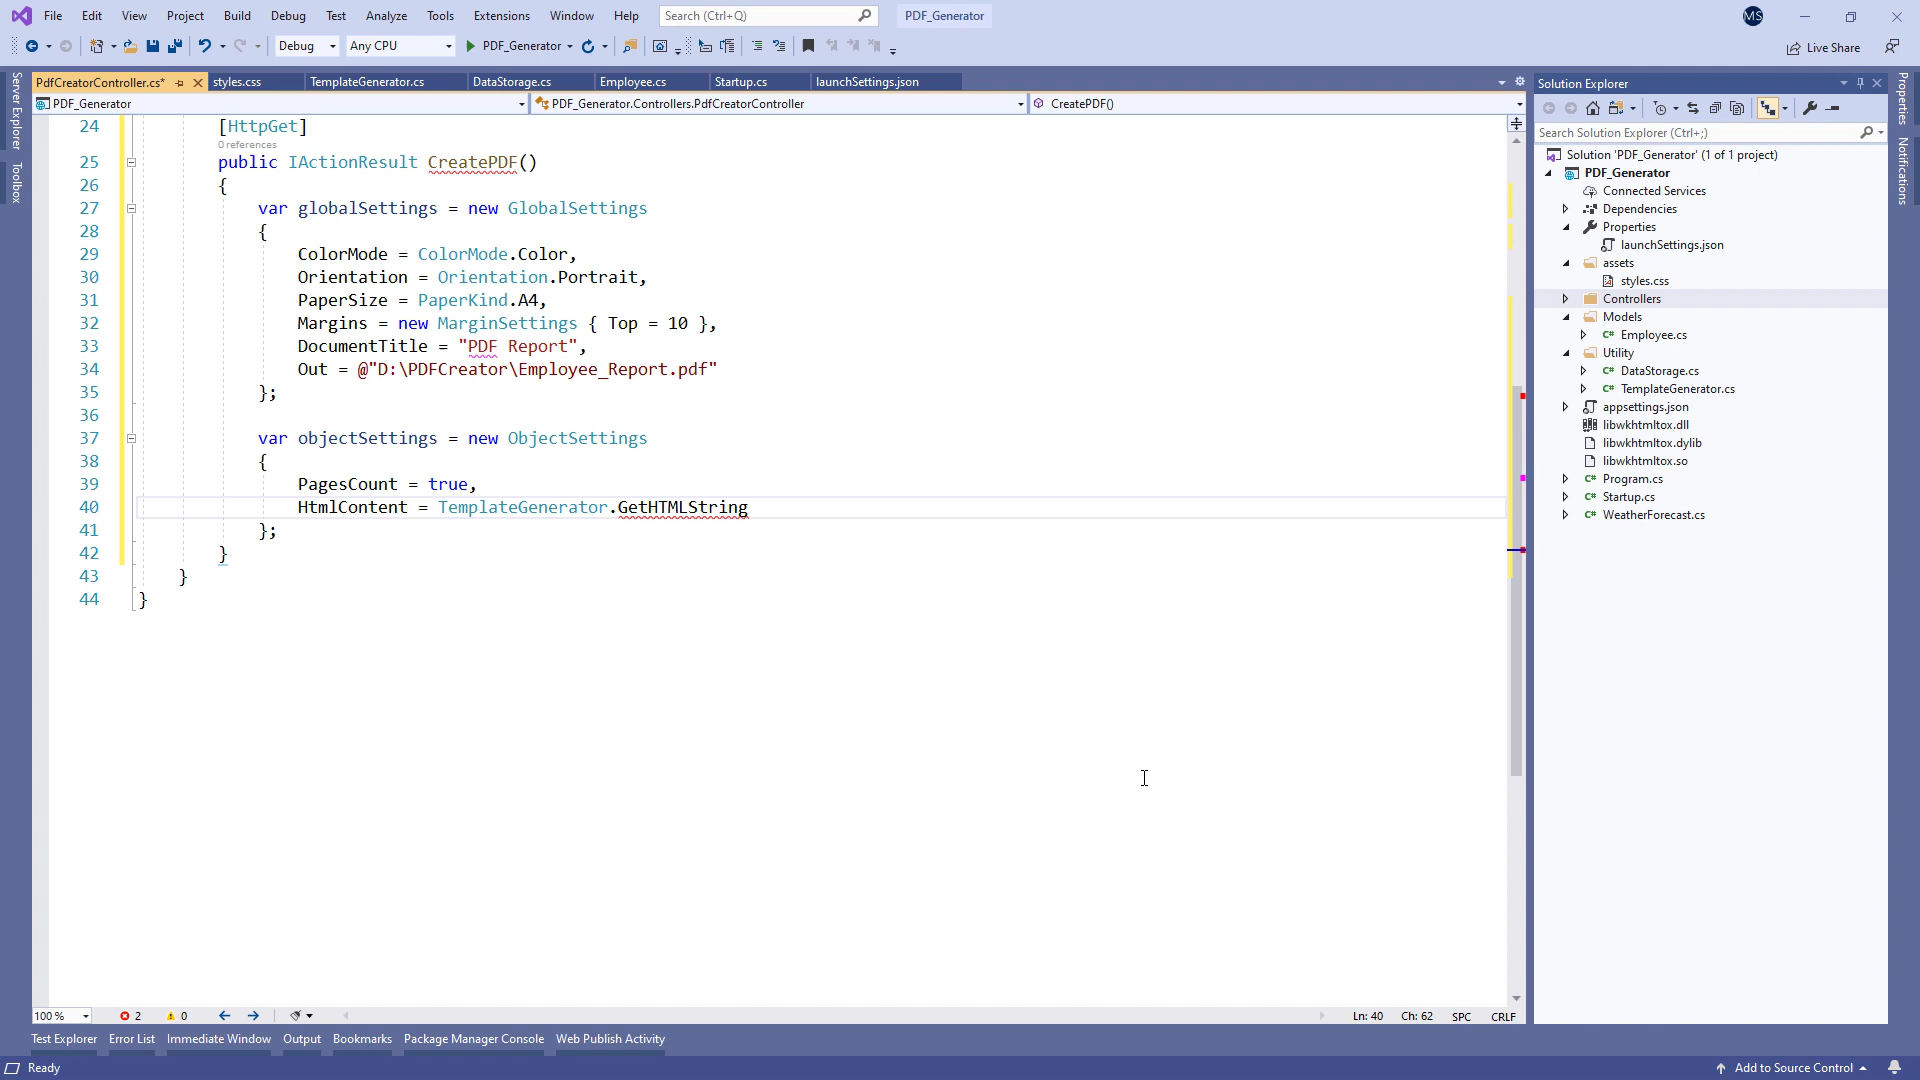 File Edit View Project Build Debug Test Analyze Tools Extensions Window Help Search (Ctrl+Q) PDF_Generator MS
Debug Any CPU PDF_Generator Live Share
PdfCreatorController.cs* styles.css TemplateGenerator.cs DataStorage.cs Employee.cs Startup.cs launchSettings.json
PDF_Generator PDF_Generator.Controllers.PdfCreatorController CreatePDF()
Server Explorer
Toolbox
24 [HttpGet]
0 references
25 public IActionResult CreatePDF()
26 {
27 var globalSettings = new GlobalSettings
28 {
29 ColorMode = ColorMode.Color,
30 Orientation = Orientation.Portrait,
31 PaperSize = PaperKind.A4,
32 Margins = new MarginSettings { Top = 10 },
33 DocumentTitle = "PDF Report",
34 Out = @"D:\PDFCreator\Employee_Report.pdf"
35 };
36
37 var objectSettings = new ObjectSettings
38 {
39 PagesCount = true,
40 HtmlContent = TemplateGenerator.GetHTMLString
41 };
42 }
43 }
44 }
100 % 2 0 Ln: 40 Ch: 62 SPC CRLF
Solution Explorer
Search Solution Explorer (Ctrl+;)
Solution 'PDF_Generator' (1 of 1 project)
PDF_Generator
Connected Services
Dependencies
Properties
launchSettings.json
assets
styles.css
Controllers
Models
Employee.cs
Utility
DataStorage.cs
TemplateGenerator.cs
appsettings.json
libwkhtmltox.dll
libwkhtmltox.dylib
libwkhtmltox.so
Program.cs
Startup.cs
WeatherForecast.cs
Properties
Notifications
Test Explorer Error List Immediate Window Output Bookmarks Package Manager Console Web Publish Activity
Ready Add to Source Control